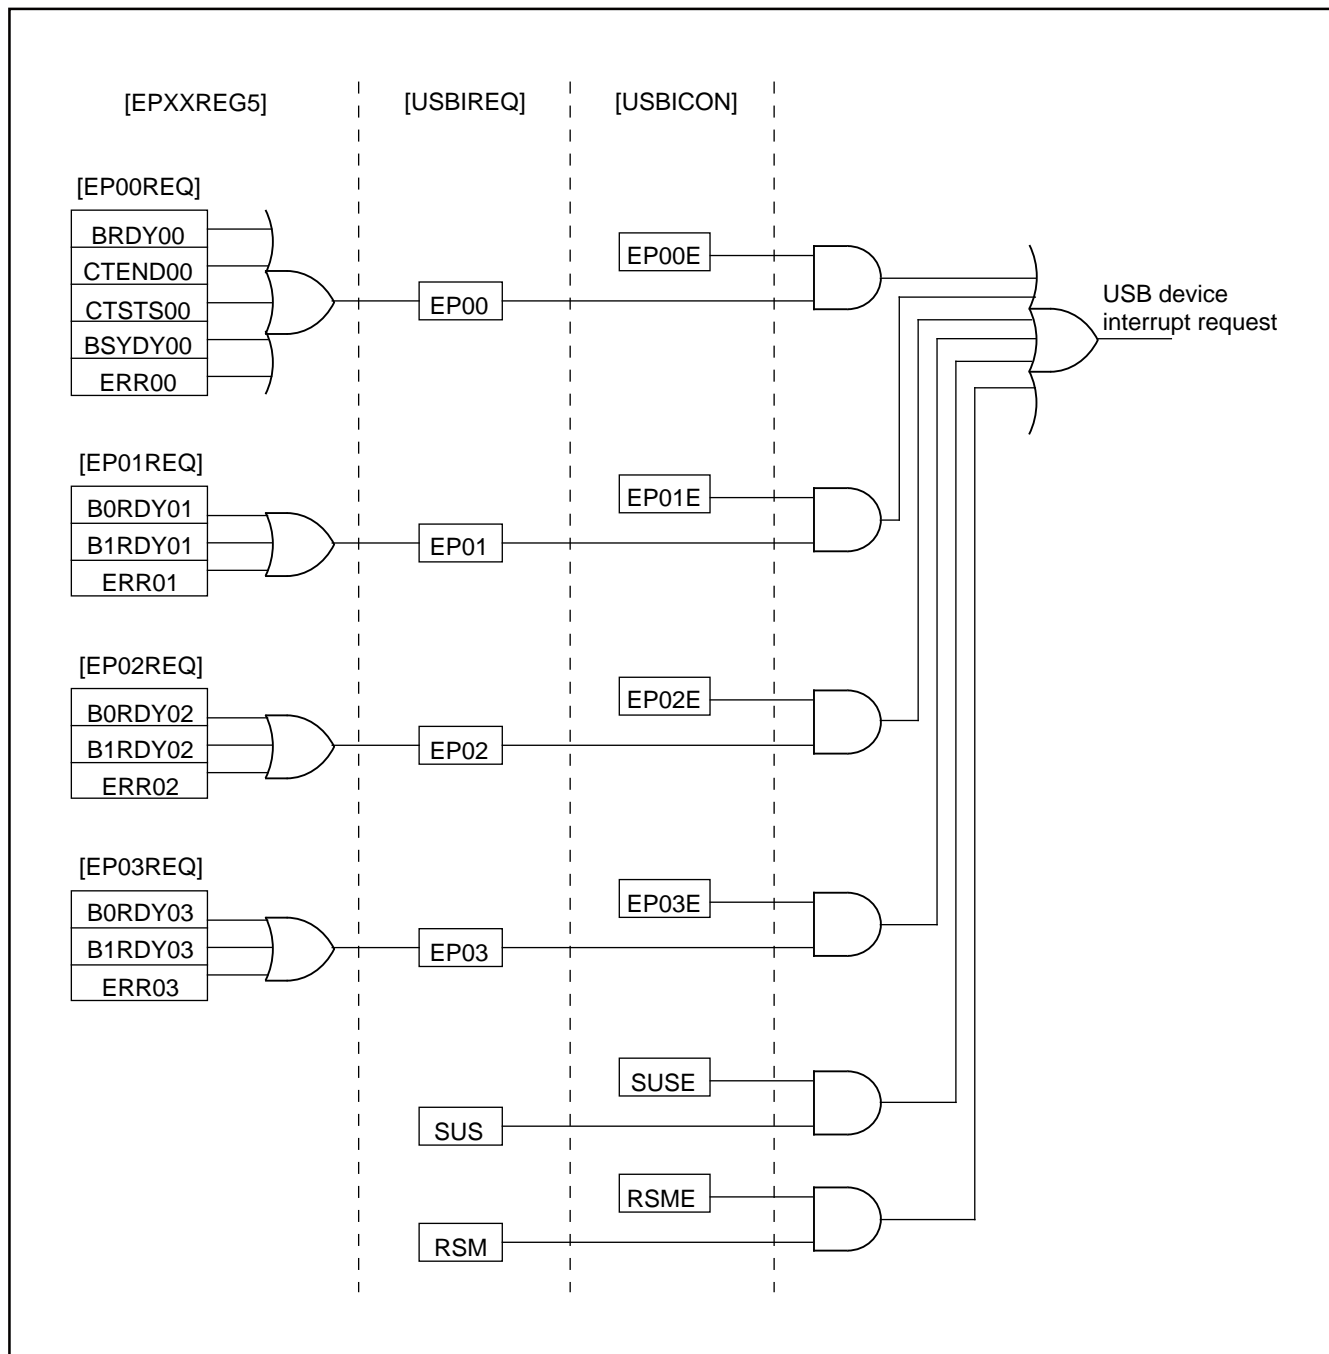 [EPXXREG5]
[USBIREQ]
[USBICON]
[EP00REQ]
BRDY00
CTEND00
CTSTS00
BSYDY00
ERR00
EP00
EP00E
USB device
interrupt request
[EP01REQ]
B0RDY01
B1RDY01
ERR01
EP01
EP01E
[EP02REQ]
B0RDY02
B1RDY02
ERR02
EP02
EP02E
[EP03REQ]
B0RDY03
B1RDY03
ERR03
EP03
EP03E
SUSE
SUS
RSME
RSM